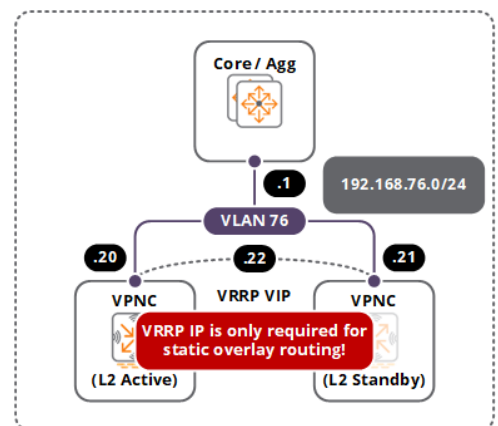 Core / Agg
.1
192.168.76.0/24
VLAN 76
.20
.22
.21
VPNC
VRRP VIP
VPNC
VRRP IP is only required for
static overlay routing!
(L2 Active)
(L2 Standby)